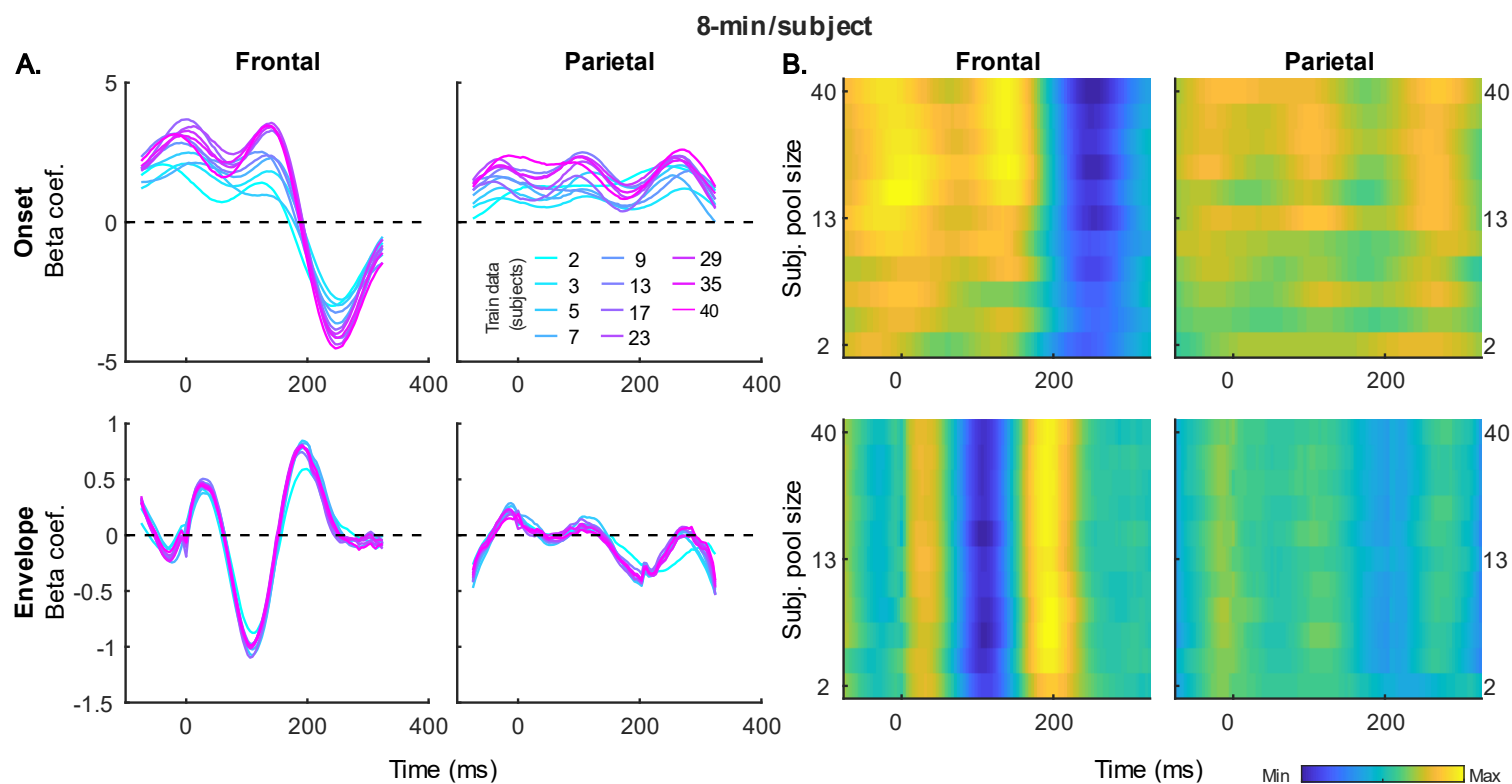 8-min/subject
A.
Frontal
Parietal
B.
Frontal
Parietal
Onset
Beta coef.
5
0
-5
0
200
400
0
200
400
Train data
(subjects)
2
3
5
7
9
13
17
23
29
35
40
Subj. pool size
40
13
2
0
200
0
200
40
13
2
Envelope
Beta coef.
1
0.5
0
-0.5
-1
-1.5
0
200
400
0
200
400
Time (ms)
Subj. pool size
40
13
2
0
200
0
200
40
13
2
Time (ms)
Min
Max